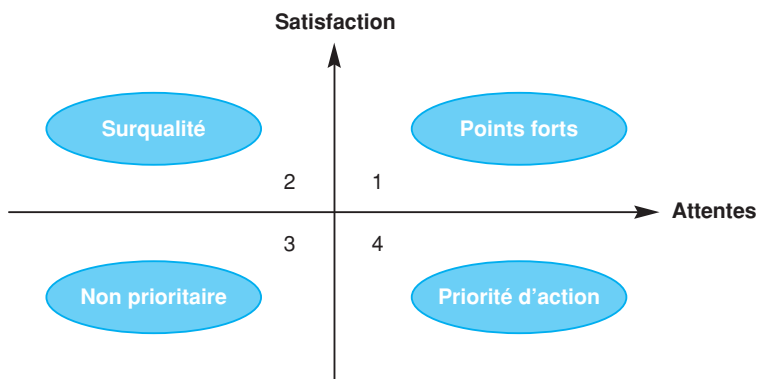 Satisfaction
Surqualité
Points forts
2
1
Attentes
3
4
Non prioritaire
Priorité d’action